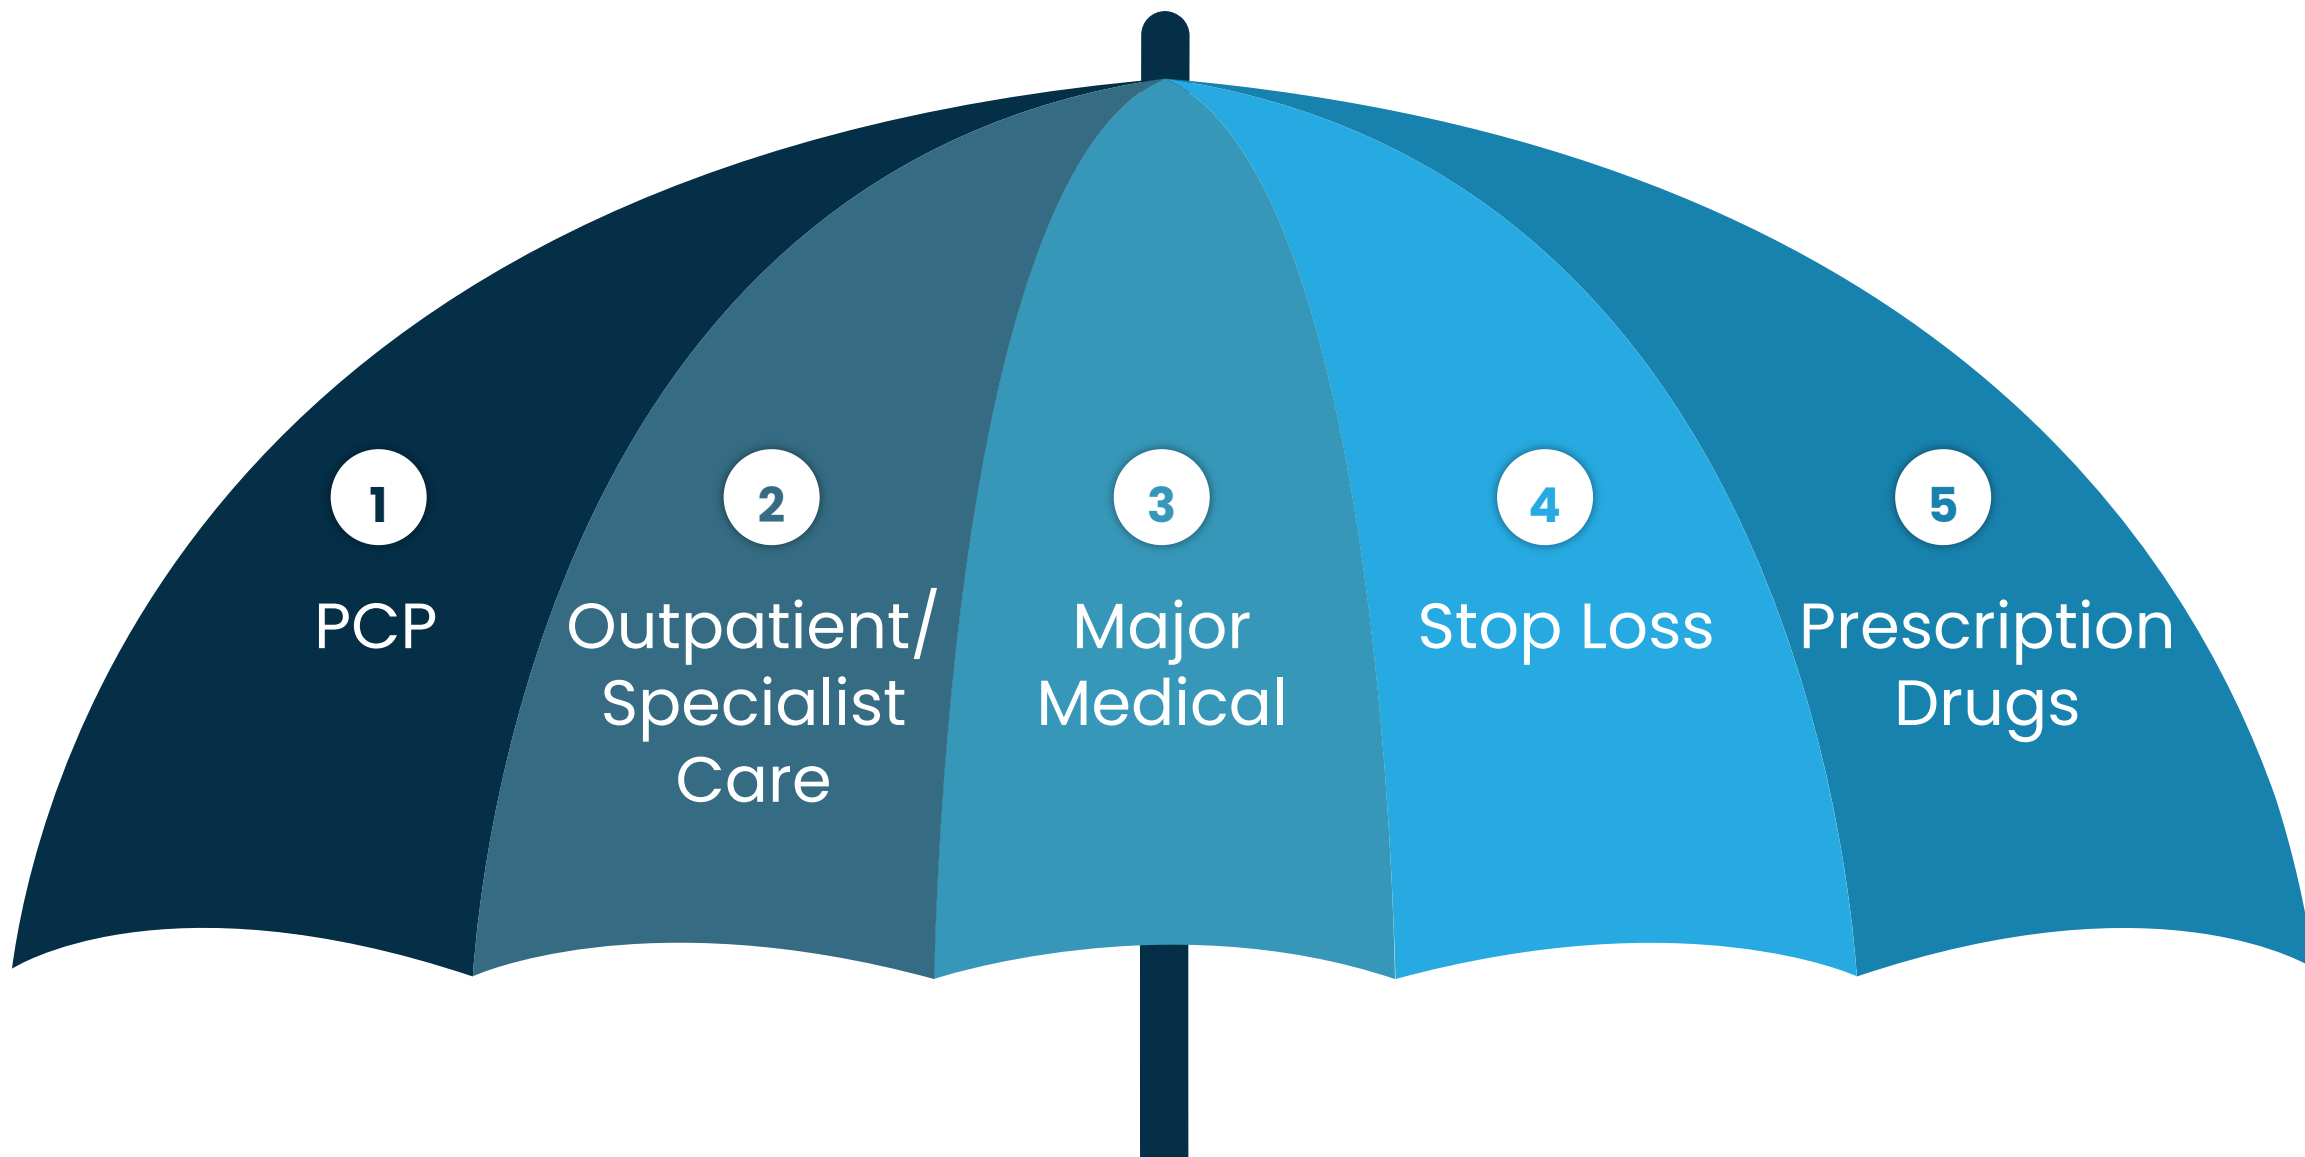 1
PCP
2
Outpatient/
Specialist
Care
3
Major
Medical
4
Stop Loss
5
Prescription
Drugs